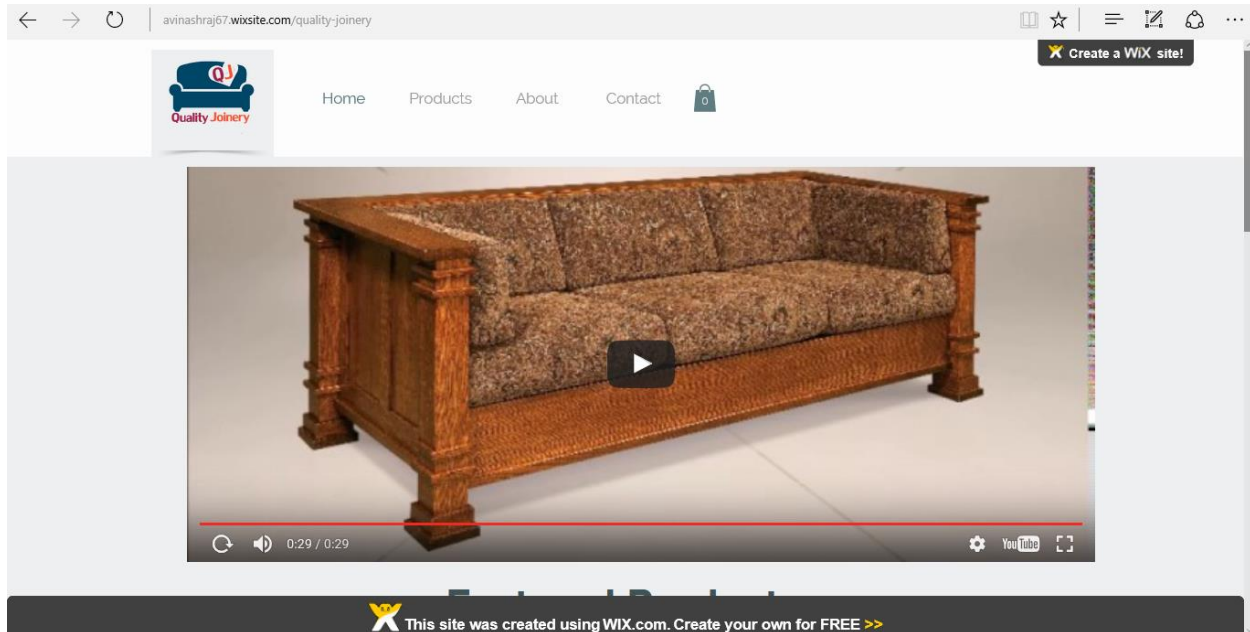 avinashraj67.wixsite.com/quality-joinery
Create a WiX site!
QJ
Quality Joinery
Home Products About Contact 0
0:29 / 0:29
YouTube
This site was created using WIX.com. Create your own for FREE >>